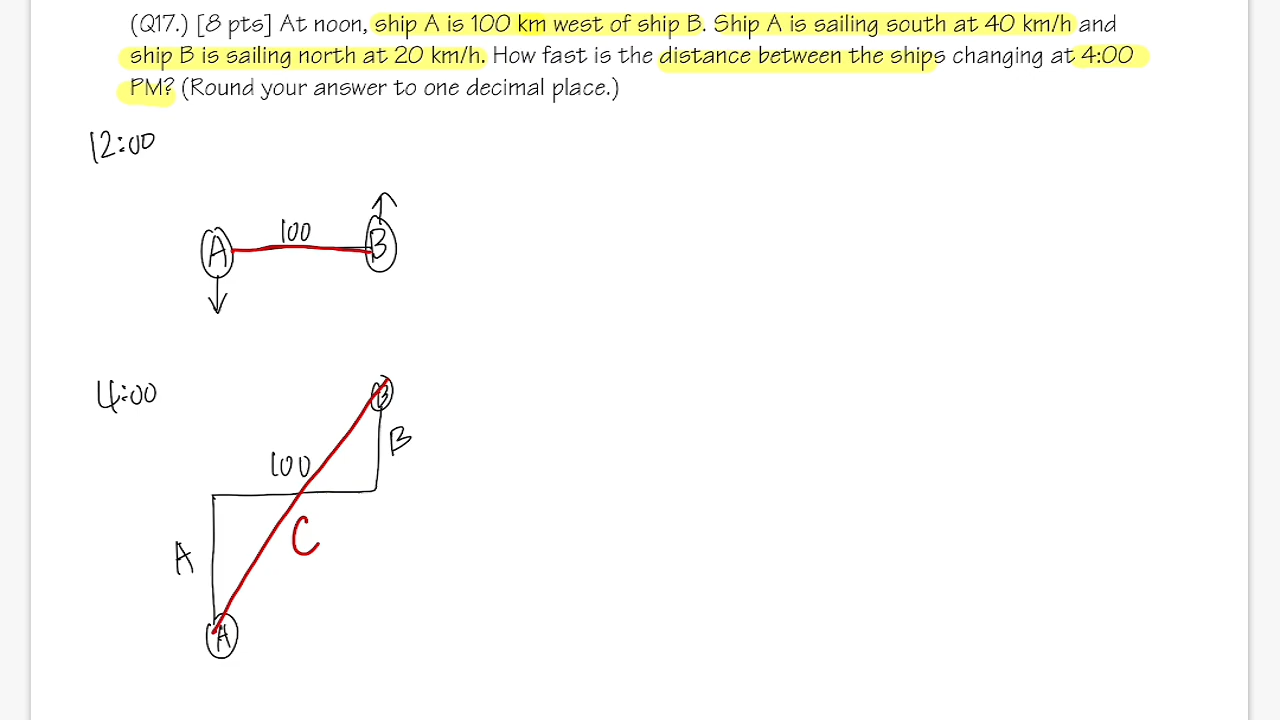 (Q17.) [8 pts] At noon, ship A is 100 km west of ship B. Ship A is sailing south at 40 km/h and
ship B is sailing north at 20 km/h. How fast is the distance between the ships changing at 4:00
PM? (Round your answer to one decimal place.)
12:00
100
A B
4:00
B
B
100
C
A
A